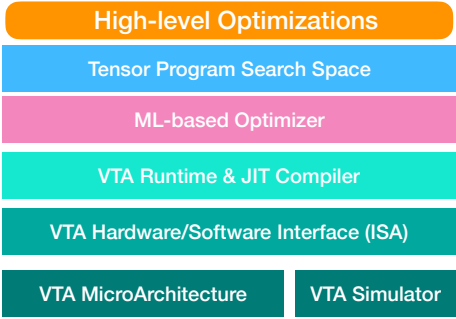 High-level Optimizations
Tensor Program Search Space
ML-based Optimizer
VTA Runtime & JIT Compiler
VTA Hardware/Software Interface (ISA)
VTA MicroArchitecture
VTA Simulator